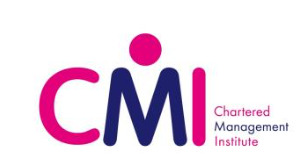 CMI
Chartered
Management
Institute